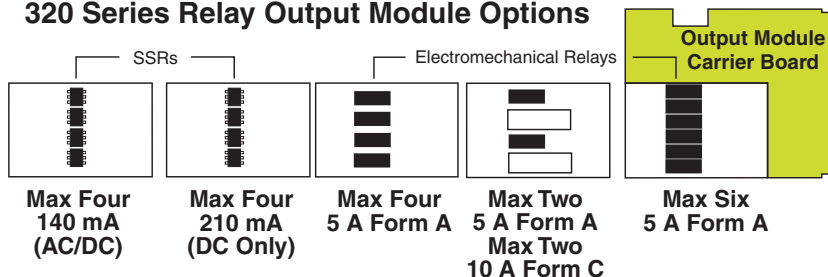 320 Series Relay Output Module Options
Output Module
Carrier Board
SSRs
Electromechanical Relays
Max Four
140 mA
(AC/DC)
Max Four
210 mA
(DC Only)
Max Four
5 A Form A
Max Two
5 A Form A
Max Two
10 A Form C
Max Six
5 A Form A